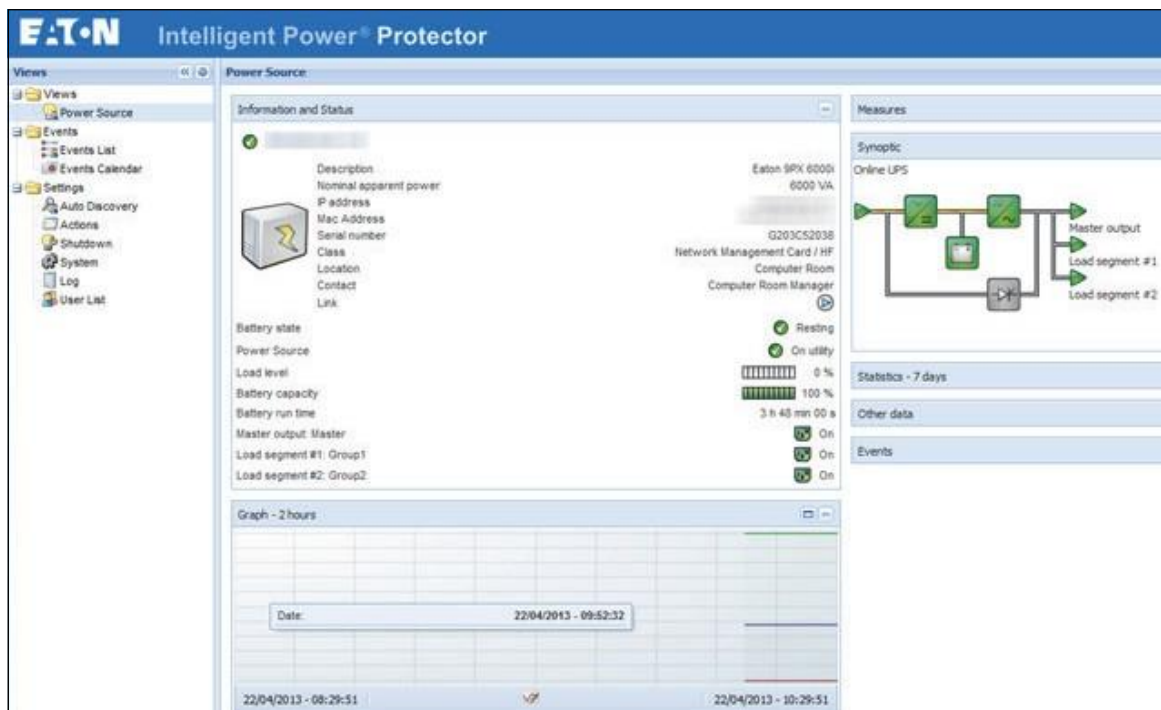 EATON Intelligent Power® Protector
Views
Views
Power Source
Events
Events List
Events Calendar
Settings
Auto Discovery
Actions
Shutdown
System
Log
User List
Power Source
Information and Status
Description Eaton 9PX 6000i
Nominal apparent power 6000 VA
IP address
Mac Address
Serial number G203C52038
Class Network Management Card / HF
Location Computer Room
Contact Computer Room Manager
Link
Battery state Resting
Power Source On utility
Load level 0 %
Battery capacity 100 %
Battery run time 3 h 48 min 00 s
Master output: Master On
Load segment #1: Group1 On
Load segment #2: Group2 On
Graph - 2 hours
Date: 22/04/2013 - 09:52:32
22/04/2013 - 08:29:51 22/04/2013 - 10:29:51
Measures
Synoptic
Online UPS
Master output
Load segment #1
Load segment #2
Statistics - 7 days
Other data
Events